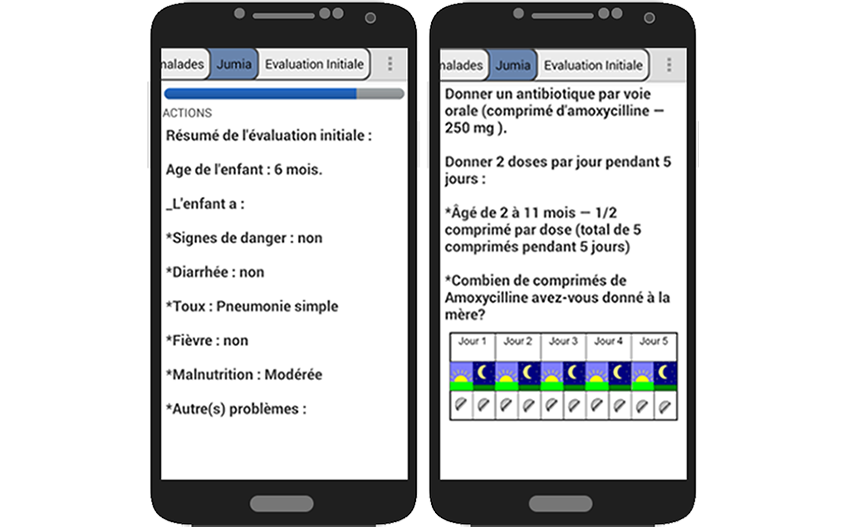 Jumia
Evaluation Initiale
ACTIONS
Résumé de l'évaluation initiale :
Age de l'enfant : 6 mois.
_L'enfant a :
*Signes de danger : non
*Diarrhée : non
*Toux : Pneumonie simple
*Fièvre : non
*Malnutrition : Modérée
*Autre(s) problèmes :
Jumia
Evaluation Initiale
Donner un antibiotique par voie
orale (comprimé d'amoxycilline —
250 mg ).
Donner 2 doses par jour pendant 5
jours :
*Âgé de 2 à 11 mois — 1/2
comprimé par dose (total de 5
comprimés pendant 5 jours)
*Combien de comprimés de
Amoxycilline avez-vous donné à la
mère?
Jour 1 Jour 2 Jour 3 Jour 4 Jour 5